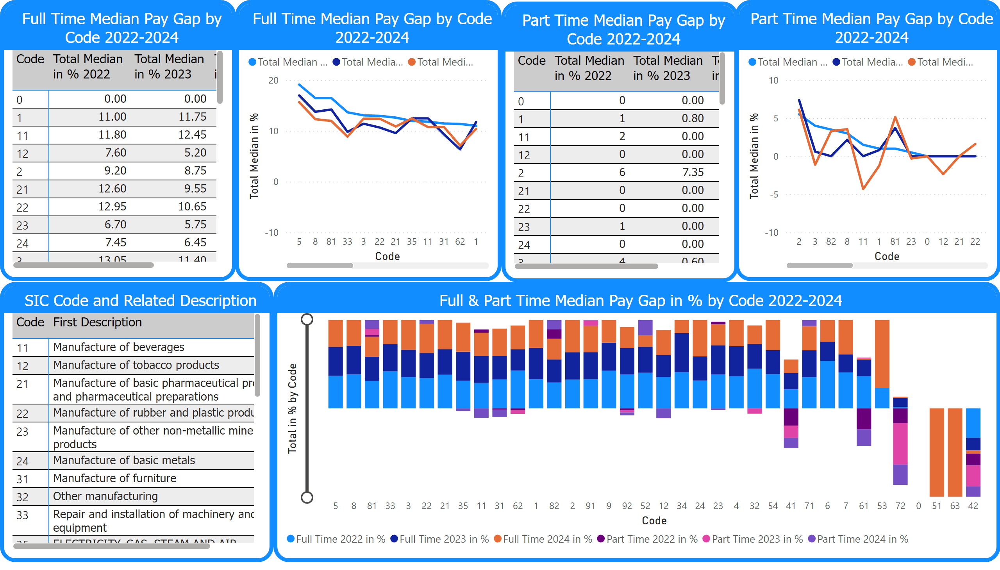 Full Time Median Pay Gap by
Code 2022-2024
Code Total Median Total Median
in % 2022 in % 2023
0 0.00 0.00
1 11.00 11.75
11 11.80 12.45
12 7.60 5.20
2 9.20 8.75
21 12.60 9.55
22 12.95 10.65
23 6.70 5.75
24 7.45 6.45
3 13.05 11.40
Full Time Median Pay Gap by Code
2022-2024
Total Median ... Total Media... Total Medi...
Total Median in %
20
10
0
-10
5 8 81 33 3 22 21 35 11 31 62 1
Code
Part Time Median Pay Gap by
Code 2022-2024
Code Total Median Total Median
in % 2022 in % 2023
0 0 0.00
1 1 0.80
11 2 0.00
12 0 0.00
2 6 7.35
21 0 0.00
22 0 0.00
23 1 0.00
24 0 0.00
3 4 0.60
Part Time Median Pay Gap by Code
2022-2024
Total Median ... Total Media... Total Medi...
Total Median in %
10
5
0
-5
-10
2 3 82 8 11 1 81 23 0 12 21 22
Code
SIC Code and Related Description
Code First Description
11 Manufacture of beverages
12 Manufacture of tobacco products
21 Manufacture of basic pharmaceutical
and pharmaceutical preparations
22 Manufacture of rubber and plastic
23 Manufacture of other non-metallic
products
24 Manufacture of basic metals
31 Manufacture of furniture
32 Other manufacturing
33 Repair and installation of machinery
equipment
35 ELECTRICITY, GAS, STEAM AND AIR
Full & Part Time Median Pay Gap in % by Code 2022-2024
Total in % by Code
5 8 81 33 3 22 21 35 11 31 62 1 82 2 91 9 92 52 12 34 24 23 4 32 54 41 71 6 7 61 53 72 0 51 63 42
Code
Full Time 2022 in % Full Time 2023 in % Full Time 2024 in % Part Time 2022 in % Part Time 2023 in % Part Time 2024 in %